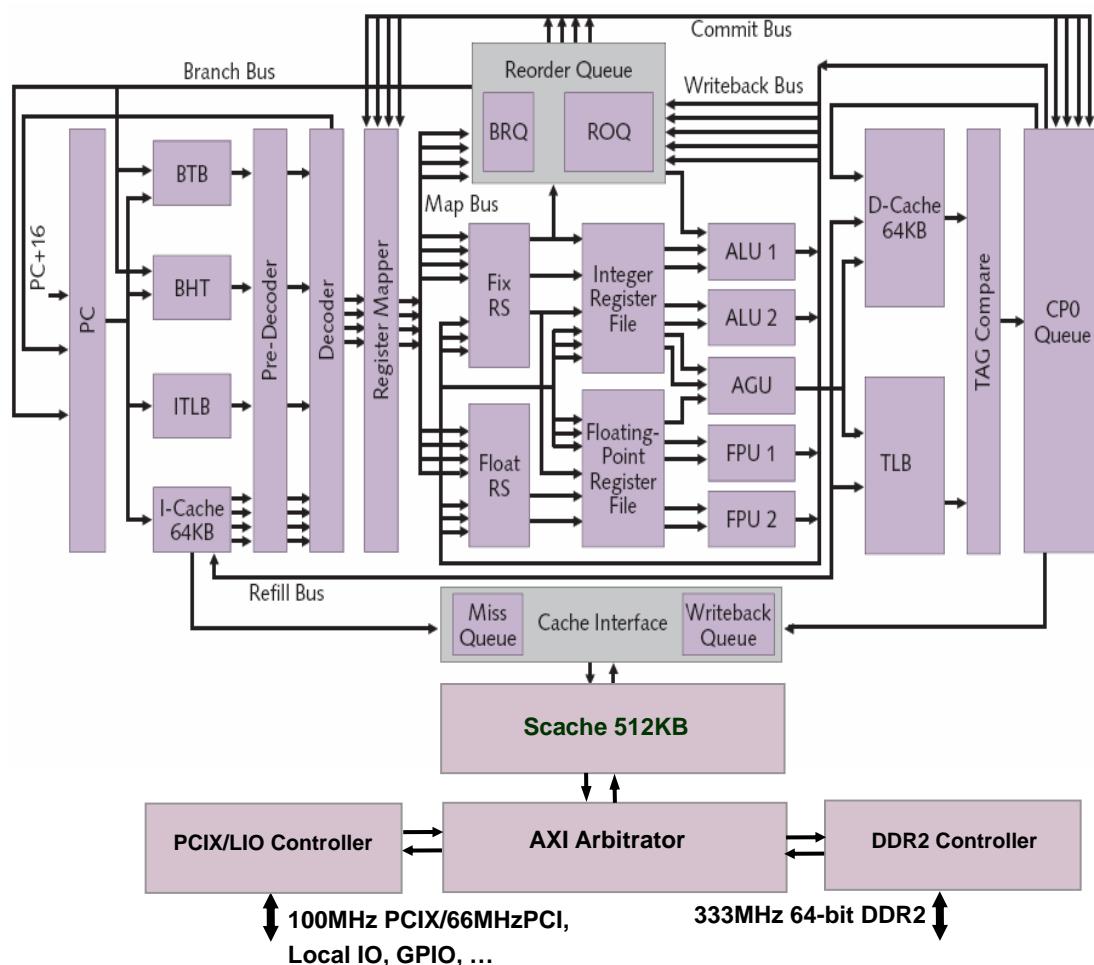 Commit Bus
Reorder Queue
Branch Bus
Writeback Bus
BRQ
ROQ
BTB
Map Bus
D-Cache
64KB
PC+16
BHT
PC
Pre-Decoder
Decoder
Register Mapper
Fix
RS
Integer
Register
File
ALU 1
ALU 2
TAG Compare
CP0
Queue
ITLB
AGU
Float
RS
Floating-
Point
Register
File
FPU 1
FPU 2
TLB
I-Cache
64KB
Refill Bus
Miss
Queue
Cache Interface
Writeback
Queue
Scache 512KB
PCIX/LIO Controller
AXI Arbitrator
DDR2 Controller
100MHz PCIX/66MHzPCI,
Local IO, GPIO, …
333MHz 64-bit DDR2